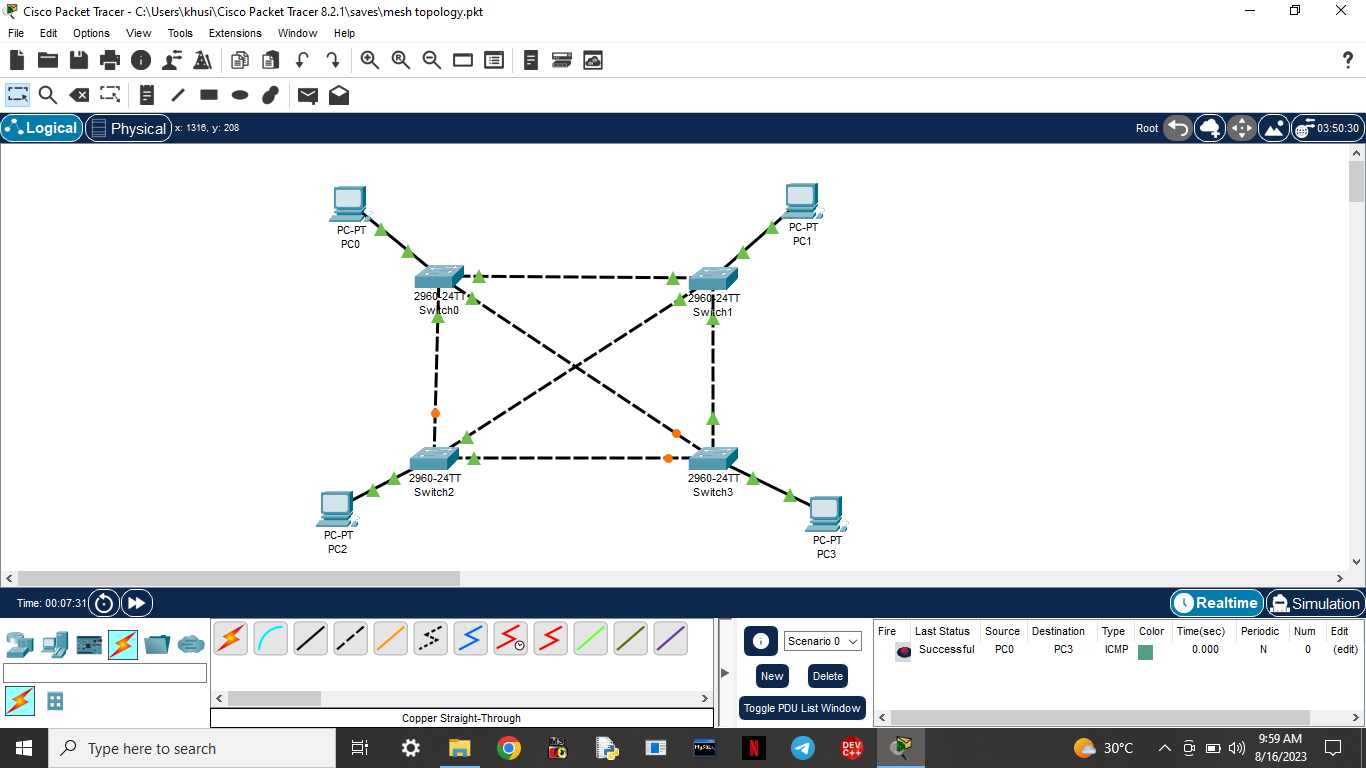 Cisco Packet Tracer - C:\Users\khusi\Cisco Packet Tracer 8.2.1\saves\mesh topology.pkt
File Edit Options View Tools Extensions Window Help
Logical Physical x: 1316, y: 208 Root 03:50:30
PC-PT
PC0
PC-PT
PC1
2960-24TT
Switch0
2960-24TT
Switch1
2960-24TT
Switch2
2960-24TT
Switch3
PC-PT
PC2
PC-PT
PC3
Time: 00:07:31 Realtime Simulation
Scenario 0
New Delete
Toggle PDU List Window
Copper Straight-Through
Fire Last Status Source Destination Type Color Time(sec) Periodic Num Edit
Successful PC0 PC3 ICMP 0.000 N 0 (edit)
Type here to search
MySQL
N
DEV
C++
30°C
9:59 AM
8/16/2023